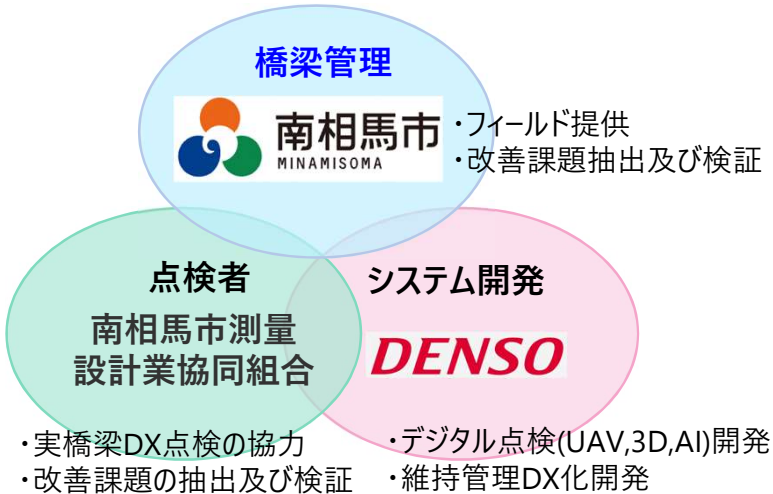 橋梁管理
南相馬市
MINAMISOMA
・フィールド提供
・改善課題抽出及び検証
点検者
南相馬市測量
設計業協同組合
・実橋梁DX点検の協力
・改善課題の抽出及び検証
システム開発
DENSO
・デジタル点検(UAV,3D,AI)開発
・維持管理DX化開発